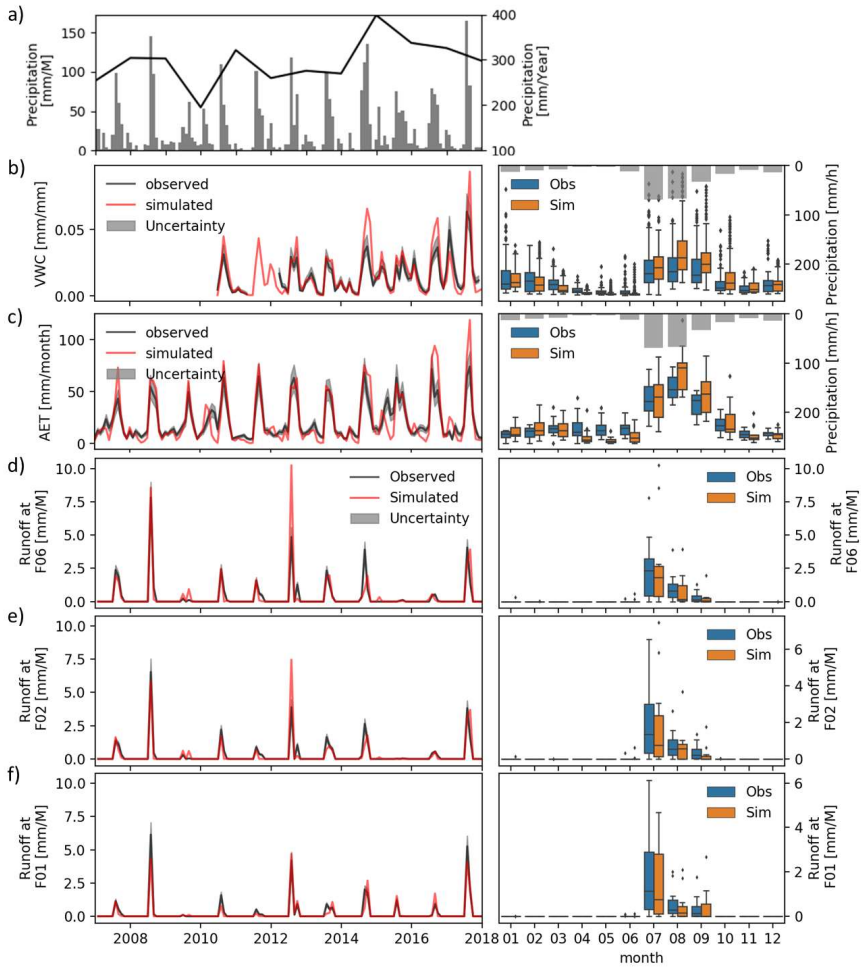 a)
Precipitation
[mm/M]
150
100
50
0
400
300
200
100
Precipitation
[mm/Year]
b)
VWC [mm/mm]
0.05
0.00
observed
simulated
Uncertainty
Obs
Sim
0
100
200
Precipitation [mm/h]
c)
AET [mm/month]
100
50
0
observed
simulated
Uncertainty
Obs
Sim
0
100
200
Precipitation [mm/h]
d)
Runoff at
F06 [mm/M]
10.0
7.5
5.0
2.5
0.0
Observed
Simulated
Uncertainty
Obs
Sim
10.0
7.5
5.0
2.5
0.0
Runoff at
F06 [mm/M]
e)
Runoff at
F02 [mm/M]
10.0
7.5
5.0
2.5
0.0
Obs
Sim
6
4
2
0
Runoff at
F02 [mm/M]
f)
Runoff at
F01 [mm/M]
10.0
7.5
5.0
2.5
0.0
Obs
Sim
6
4
2
0
Runoff at
F01 [mm/M]
2008 2010 2012 2014 2016 2018
01 02 03 04 05 06 07 08 09 10 11 12
month